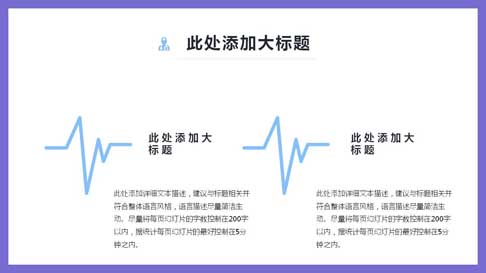 此处添加大标题
此处添加大
标题
此处添加详细文本描述，建议与标题相关并
符合整体语言风格，语言描述尽量简洁生
动。尽量将每页幻灯片的字数控制在200字
以内，据统计每页幻灯片的最好控制在5分
钟之内。
此处添加大
标题
此处添加详细文本描述，建议与标题相关并
符合整体语言风格，语言描述尽量简洁生
动。尽量将每页幻灯片的字数控制在200字
以内，据统计每页幻灯片的最好控制在5分
钟之内。